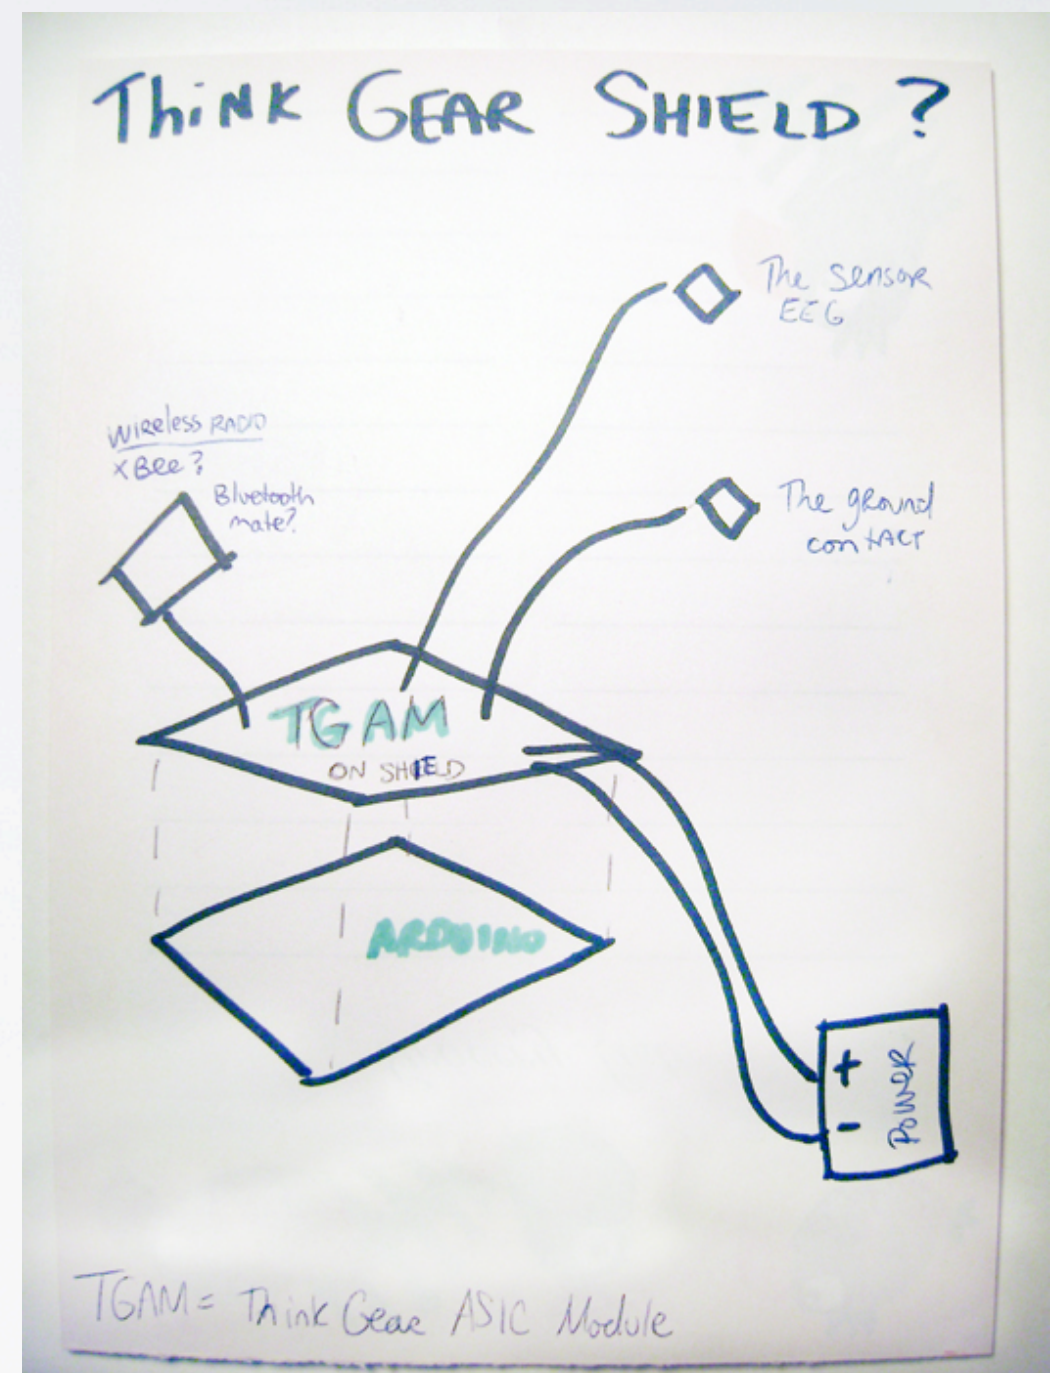 ThiNK GEAR SHIELD ?
The sensor
EEG
WIReless RADIO
XBee?
Bluetooth
mate?
The ground
conTACT
TGAM
ON SHIELD
ARDUINO
+
-
POWER
TGAM = Think Gear ASIC Module